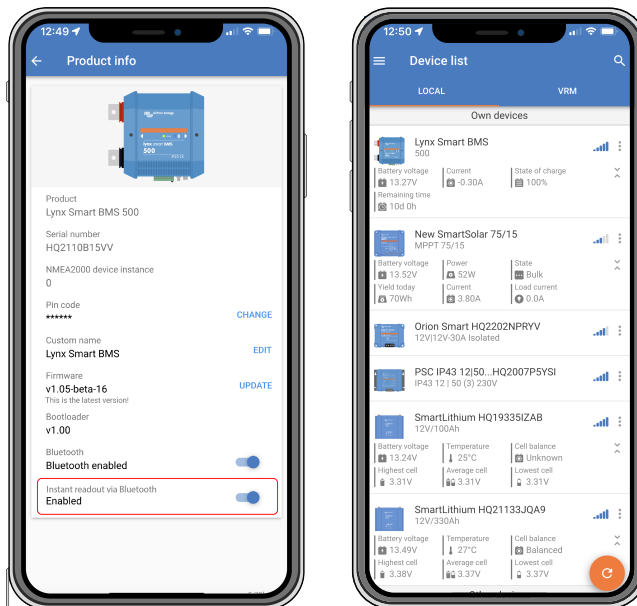 12:49
Product info
victron energy
lynx smart BMS
500
Product
Lynx Smart BMS 500
Serial number
HQ2110B15VV
NMEA2000 device instance
0
Pin code
****** CHANGE
Custom name
Lynx Smart BMS EDIT
Firmware
v1.05-beta-16 UPDATE
This is the latest version!
Bootloader
v1.00
Bluetooth
Bluetooth enabled
Instant readout via Bluetooth
Enabled
12:50
Device list
LOCAL VRM
Own devices
Lynx Smart BMS
500
Battery voltage Current State of charge
13.27V -0.30A 100%
Remaining time
10d 0h
New SmartSolar 75/15
MPPT 75/15
Battery voltage Power State
13.52V 52W Bulk
Yield today Current Load current
70Wh 3.80A 0.0A
Orion Smart HQ2202NPRYV
12V|12V-30A Isolated
PSC IP43 12|50...HQ2007P5YSI
IP43 12 | 50 (3) 230V
SmartLithium HQ19335IZAB
12V/100Ah
Battery voltage Temperature Cell balance
13.24V 25°C Unknown
Highest cell Average cell Lowest cell
3.31V 3.31V 3.31V
SmartLithium HQ21133JQA9
12V/330Ah
Battery voltage Temperature Cell balance
13.49V 27°C Balanced
Highest cell Average cell Lowest cell
3.38V 3.37V 3.37V